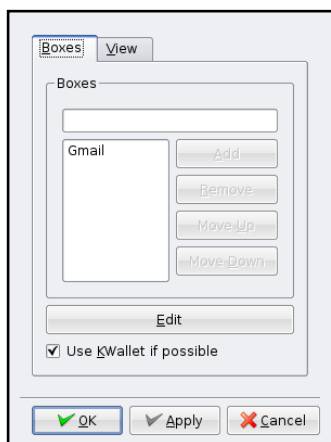 Boxes View
Boxes
Gmail
Add
Remove
Move Up
Move Down
Edit
Use KWallet if possible
OK Apply Cancel